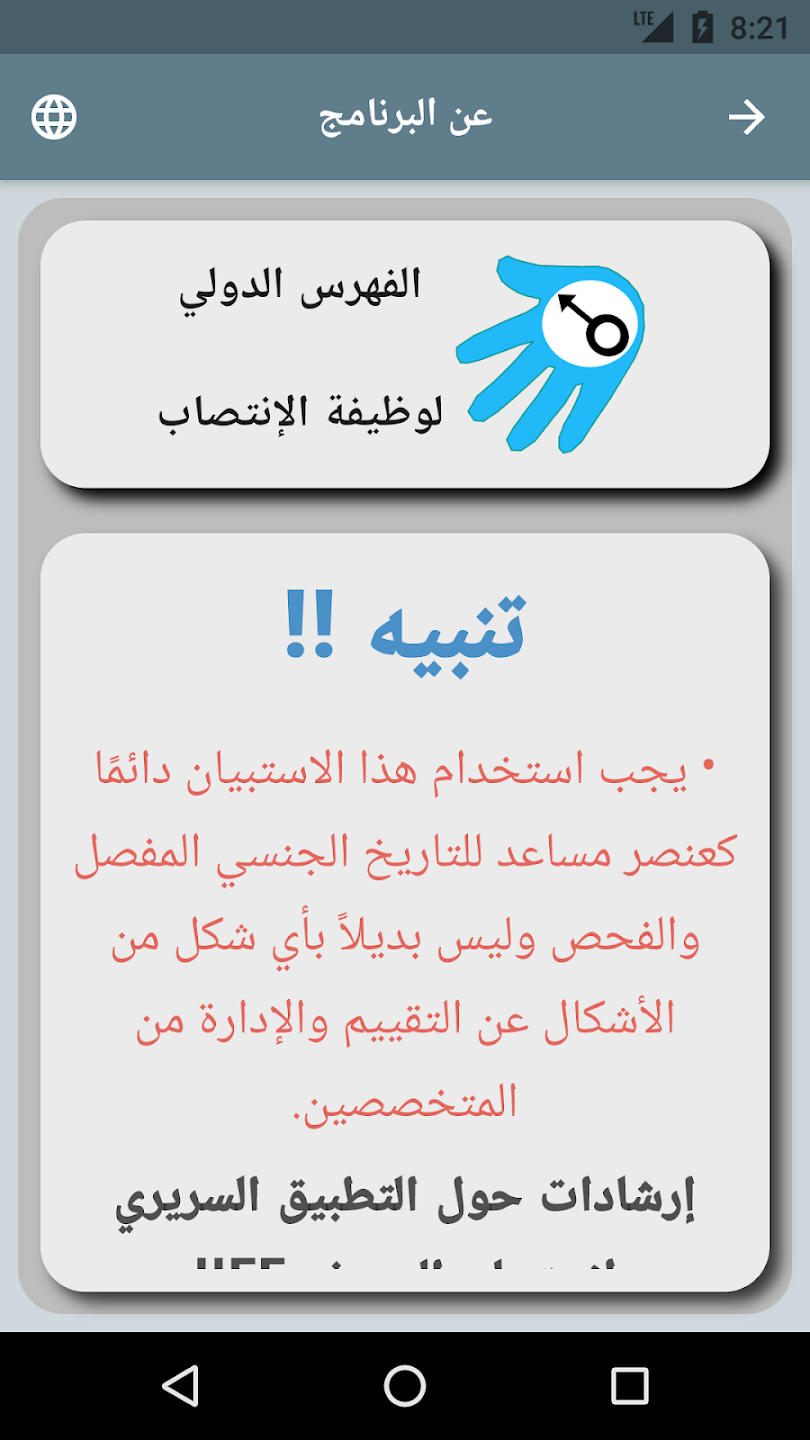 LTE 8:21
عن البرنامج
الفهرس الدولي
لوظيفة الإنتصاب
تنبيه !!
• يجب استخدام هذا الاستبيان دائمًا
كعنصر مساعد للتاريخ الجنسي المفصل
والفحص وليس بديلاً بأي شكل من
الأشكال عن التقييم والإدارة من
المتخصصين.
إرشادات حول التطبيق السريري